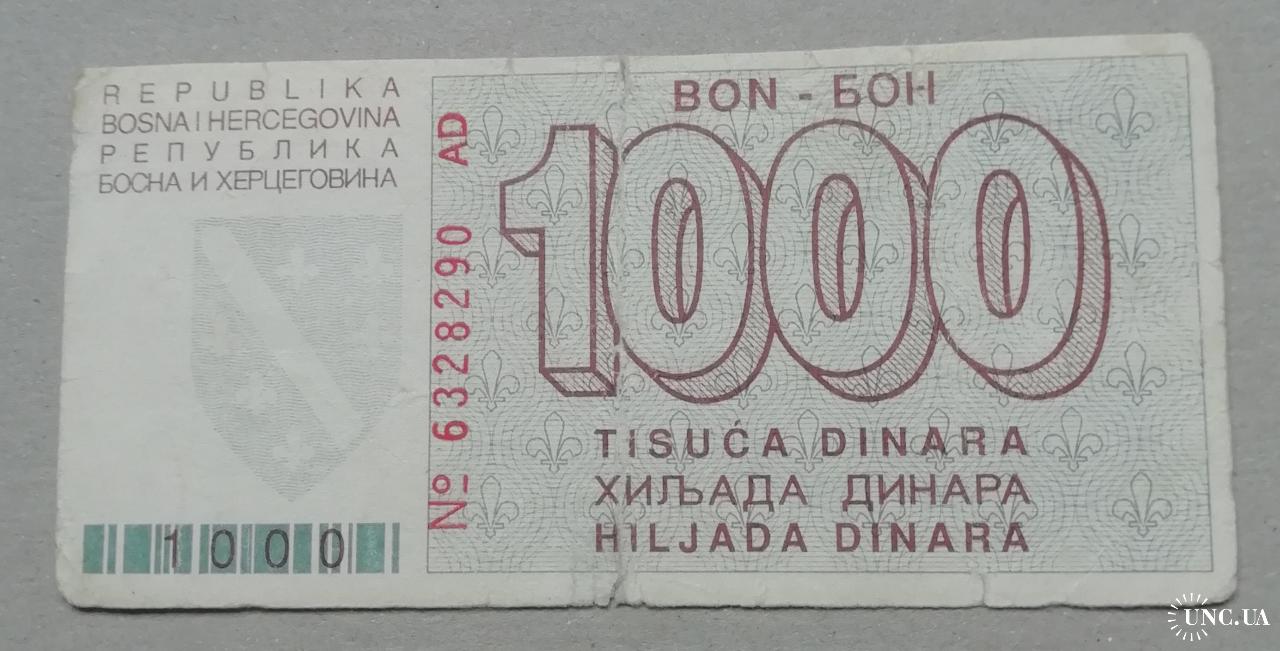 REPUBLIKA
BOSNA I HERCEGOVINA
РЕПУБЛИКА
БОСНА И ХЕРЦЕГОВИНА
1000
№ 6328290 AD
BON - БОН
1000
TISUĆA DINARA
ХИЉАДА ДИНАРА
HILJADA DINARA
UNC.UA